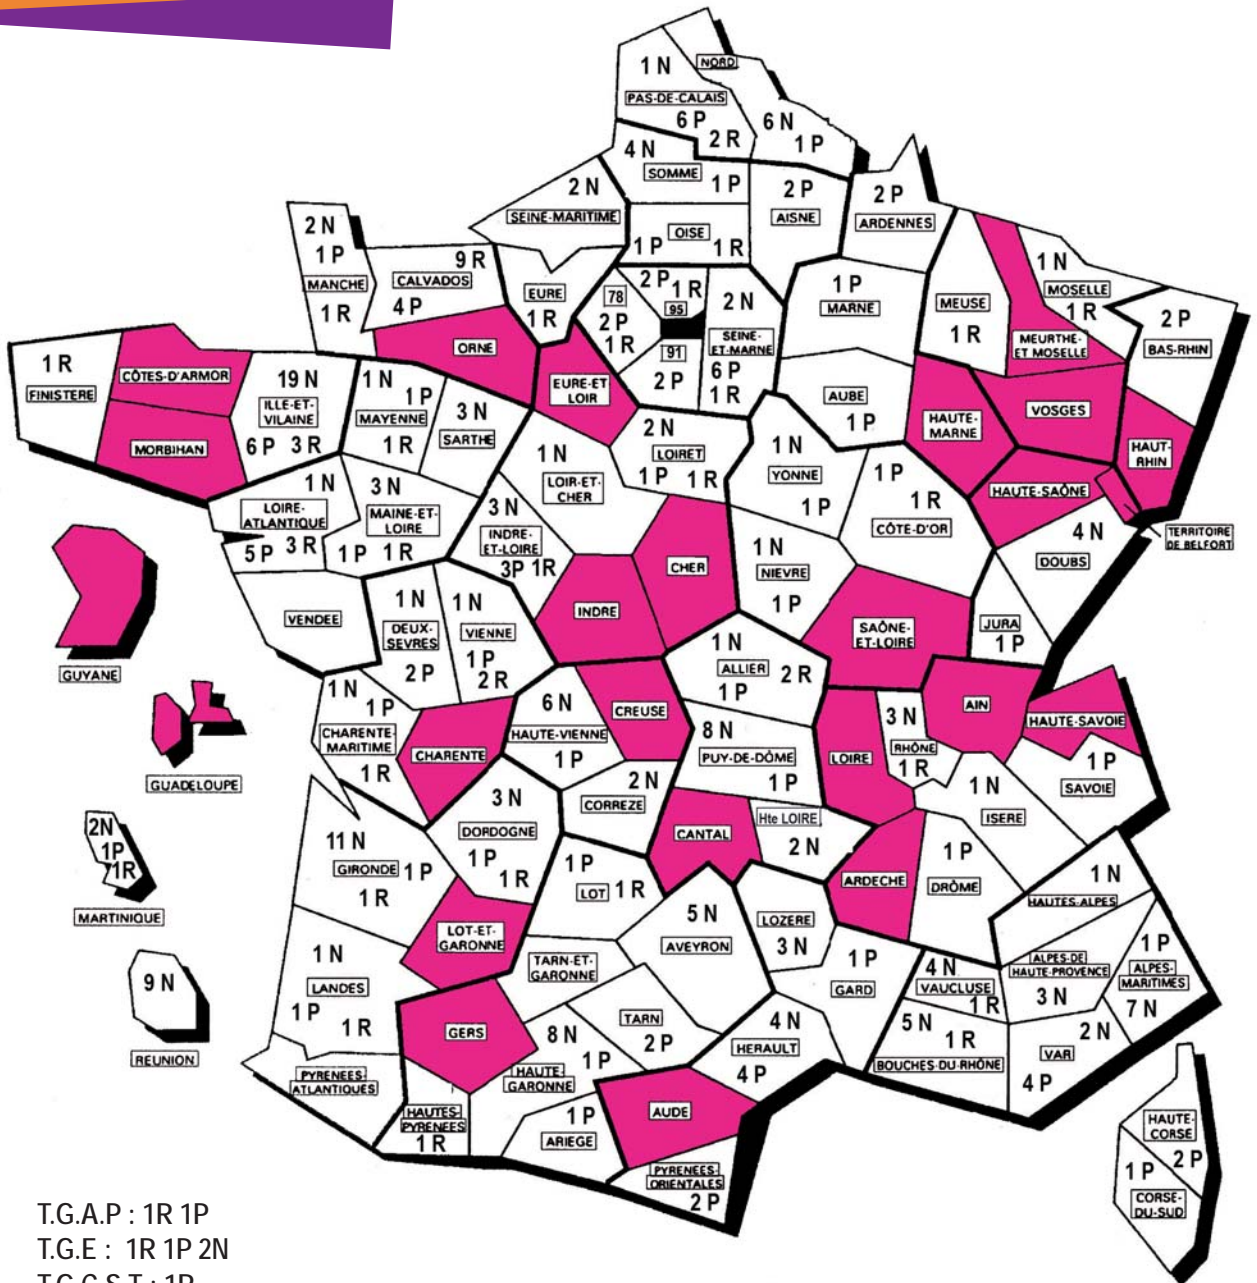 NORD
1 N
PAS-DE-CALAIS
6 P
2 R
6 N
1 P
4 N
SOMME
1 P
2 P
AISNE
2 P
ARDENNES
2 N
SEINE-MARITIME
OISE
1 P
1 R
2 N
1 P
MANCHE
1 R
9 R
CALVADOS
4 P
EURE
1 R
78
2 P
1 R
2 P 1 R
95
91
2 P
2 N
SEINE-
ET-MARNE
6 P
1 R
1 P
MARNE
MEUSE
1 R
1 N
MOSELLE
1 R
MEURTHE-
ET MOSELLE
2 P
BAS-RHIN
1 R
FINISTERE
CÔTES-D'ARMOR
MORBIHAN
19 N
ILLE-ET-
VILAINE
6 P 3 R
ORNE
1 N
1 P
MAYENNE
1 R
3 N
SARTHE
EURE-ET
LOIR
AUBE
1 P
HAUTE-
MARNE
VOSGES
HAUT-
RHIN
2 N
LOIRET
1 P 1 R
1 N
LOIR-ET-
CHER
1 N
YONNE
1 P
1 P
1 R
CÔTE-D'OR
HAUTE-SAÔNE
TERRITOIRE
DE BELFORT
4 N
DOUBS
1 N
LOIRE-
ATLANTIQUE
5 P 3 R
3 N
MAINE-ET-
LOIRE
1 P 1 R
3 N
INDRE-
ET-LOIRE
3P 1R
CHER
INDRE
1 N
NIEVRE
1 P
SAÔNE-
ET-LOIRE
JURA
1 P
VENDEE
1 N
DEUX-
SEVRES
2 P
1 N
VIENNE
1 P
2 R
1 N
ALLIER 2 R
1 P
GUYANE
1 N
1 P
CHARENTE-
MARITIME
1 R
CHARENTE
6 N
HAUTE-VIENNE
1 P
CREUSE
8 N
PUY-DE-DÔME
1 P
LOIRE
3 N
RHÔNE
1 R
AIN
HAUTE-SAVOIE
1 P
SAVOIE
GUADELOUPE
2 N
CORREZE
3 N
DORDOGNE
1 P
1 R
CANTAL
Hte LOIRE
2 N
1 N
ISERE
2N
1P
1R
MARTINIQUE
11 N
GIRONDE 1 P
1 R
1 P
LOT 1 R
ARDECHE
1 P
DRÔME
1 N
HAUTES-ALPES
LOT-ET-
GARONNE
5 N
AVEYRON
LOZERE
3 N
9 N
REUNION
1 N
LANDES
1 P
1 R
TARN-ET-
GARONNE
1 P
GARD
4 N
VAUCLUSE
1 R
ALPES-DE
HAUTE-PROVENCE
3 N
1 P
ALPES-
MARITIMES
7 N
GERS
8 N
1 P
HAUTE-
GARONNE
TARN
2 P
4 N
HERAULT
4 P
5 N
1 R
BOUCHES-DU-RHÔNE
2 N
VAR
4 P
PYRENEES-
ATLANTIQUES
HAUTES-
PYRENEES
1 R
1 P
ARIEGE
AUDE
PYRENEES-
ORIENTALES
2 P
HAUTE-
CORSE
2 P
1 P
CORSE-
DU-SUD
T.G.A.P : 1R 1P
T.G.E : 1R 1P 2N